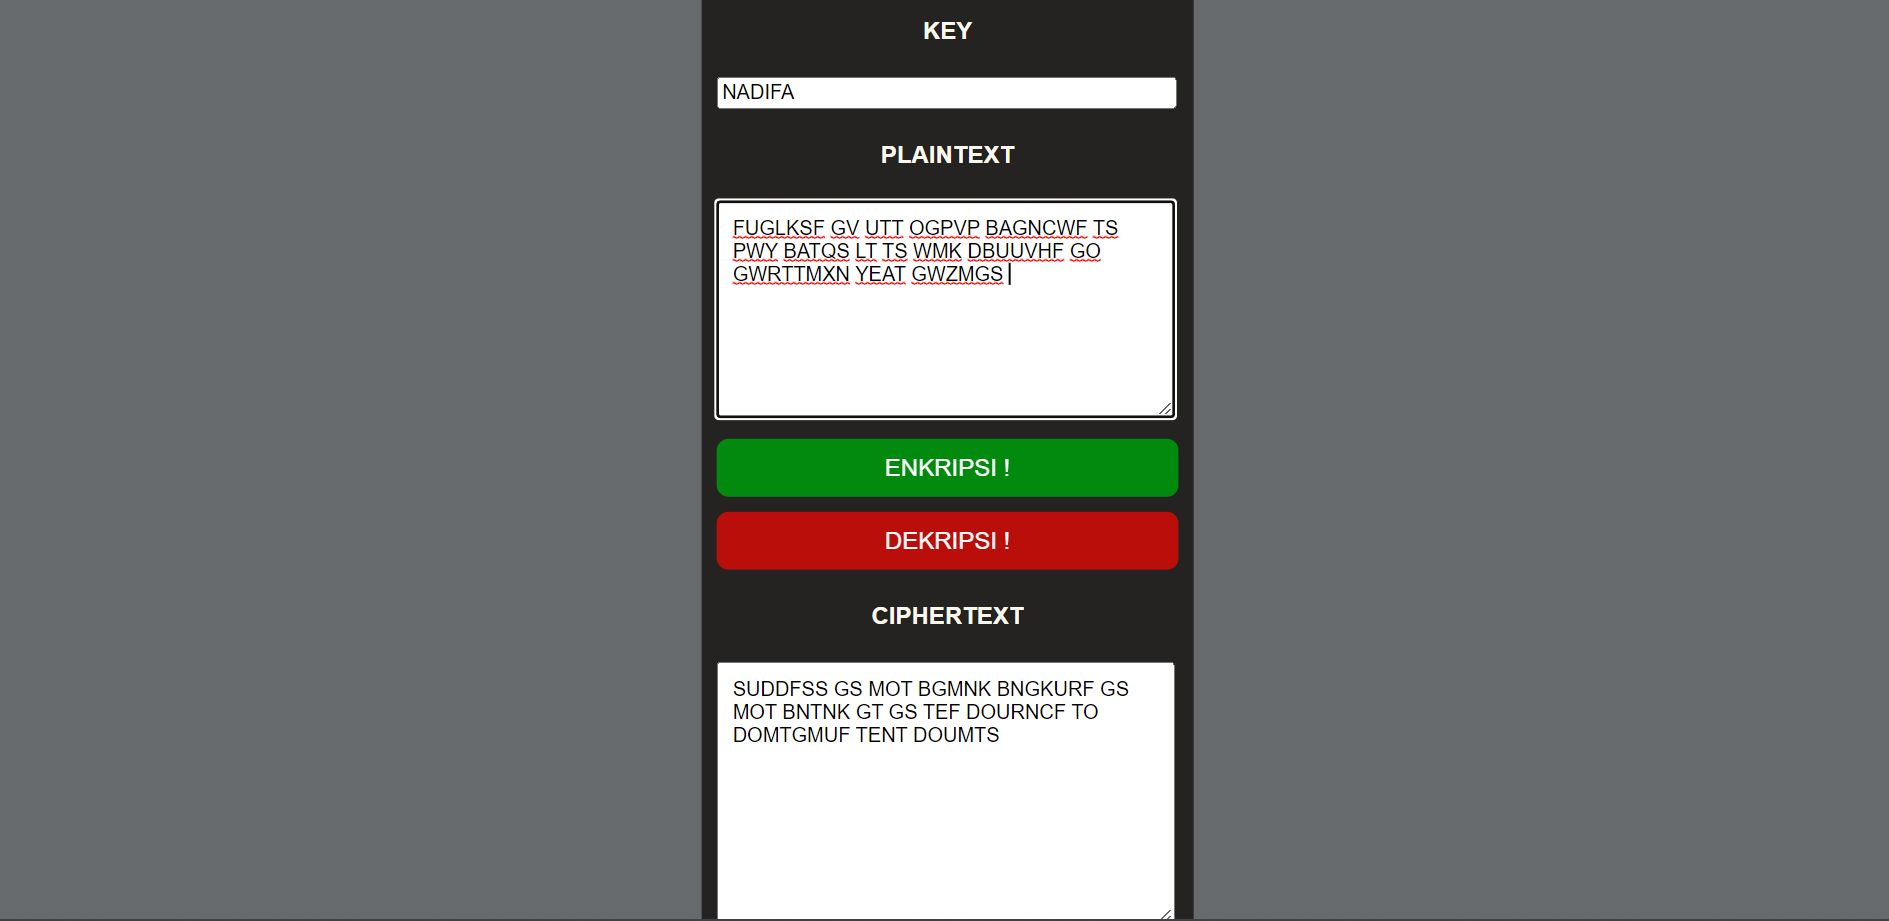 KEY
NADIFA
PLAINTEXT
FUGLKSF GV UTT OGPVP BAGNCWF TS
PWY BATQS LT TS WMK DBUUVHF GO
GWRTTMXN YEAT GWZMGS
ENKRIPSI !
DEKRIPSI !
CIPHERTEXT
SUDDFSS GS MOT BGMNK BNGKURF GS
MOT BNTNK GT GS TEF DOURNCF TO
DOMTGMUF TENT DOUMTS